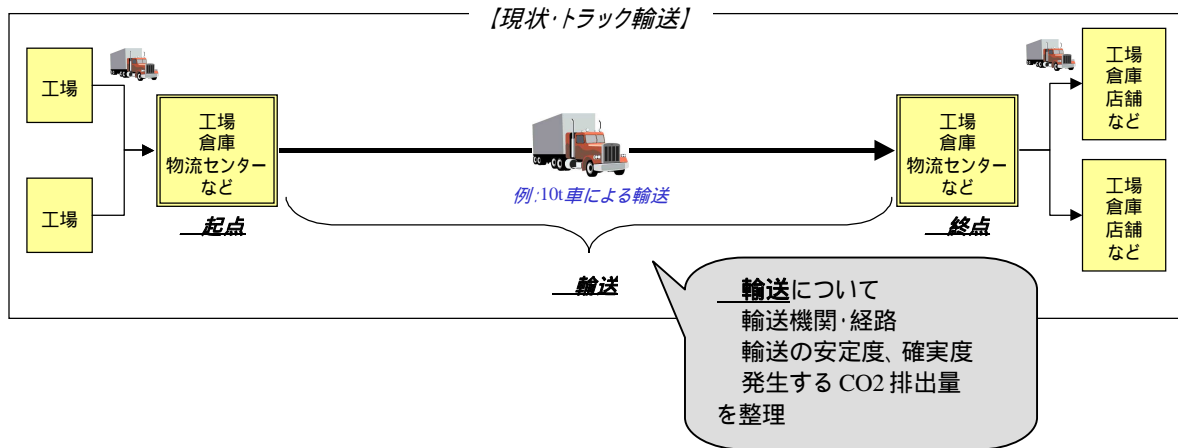 【現状・トラック輸送】
工場
工場
工場
倉庫
物流センター
など
起点
例:10t車による輸送
輸送
工場
倉庫
物流センター
など
終点
工場
倉庫
店舗
など
工場
倉庫
店舗
など
輸送について
輸送機関・経路
輸送の安定度、確実度
発生する CO2 排出量
を整理